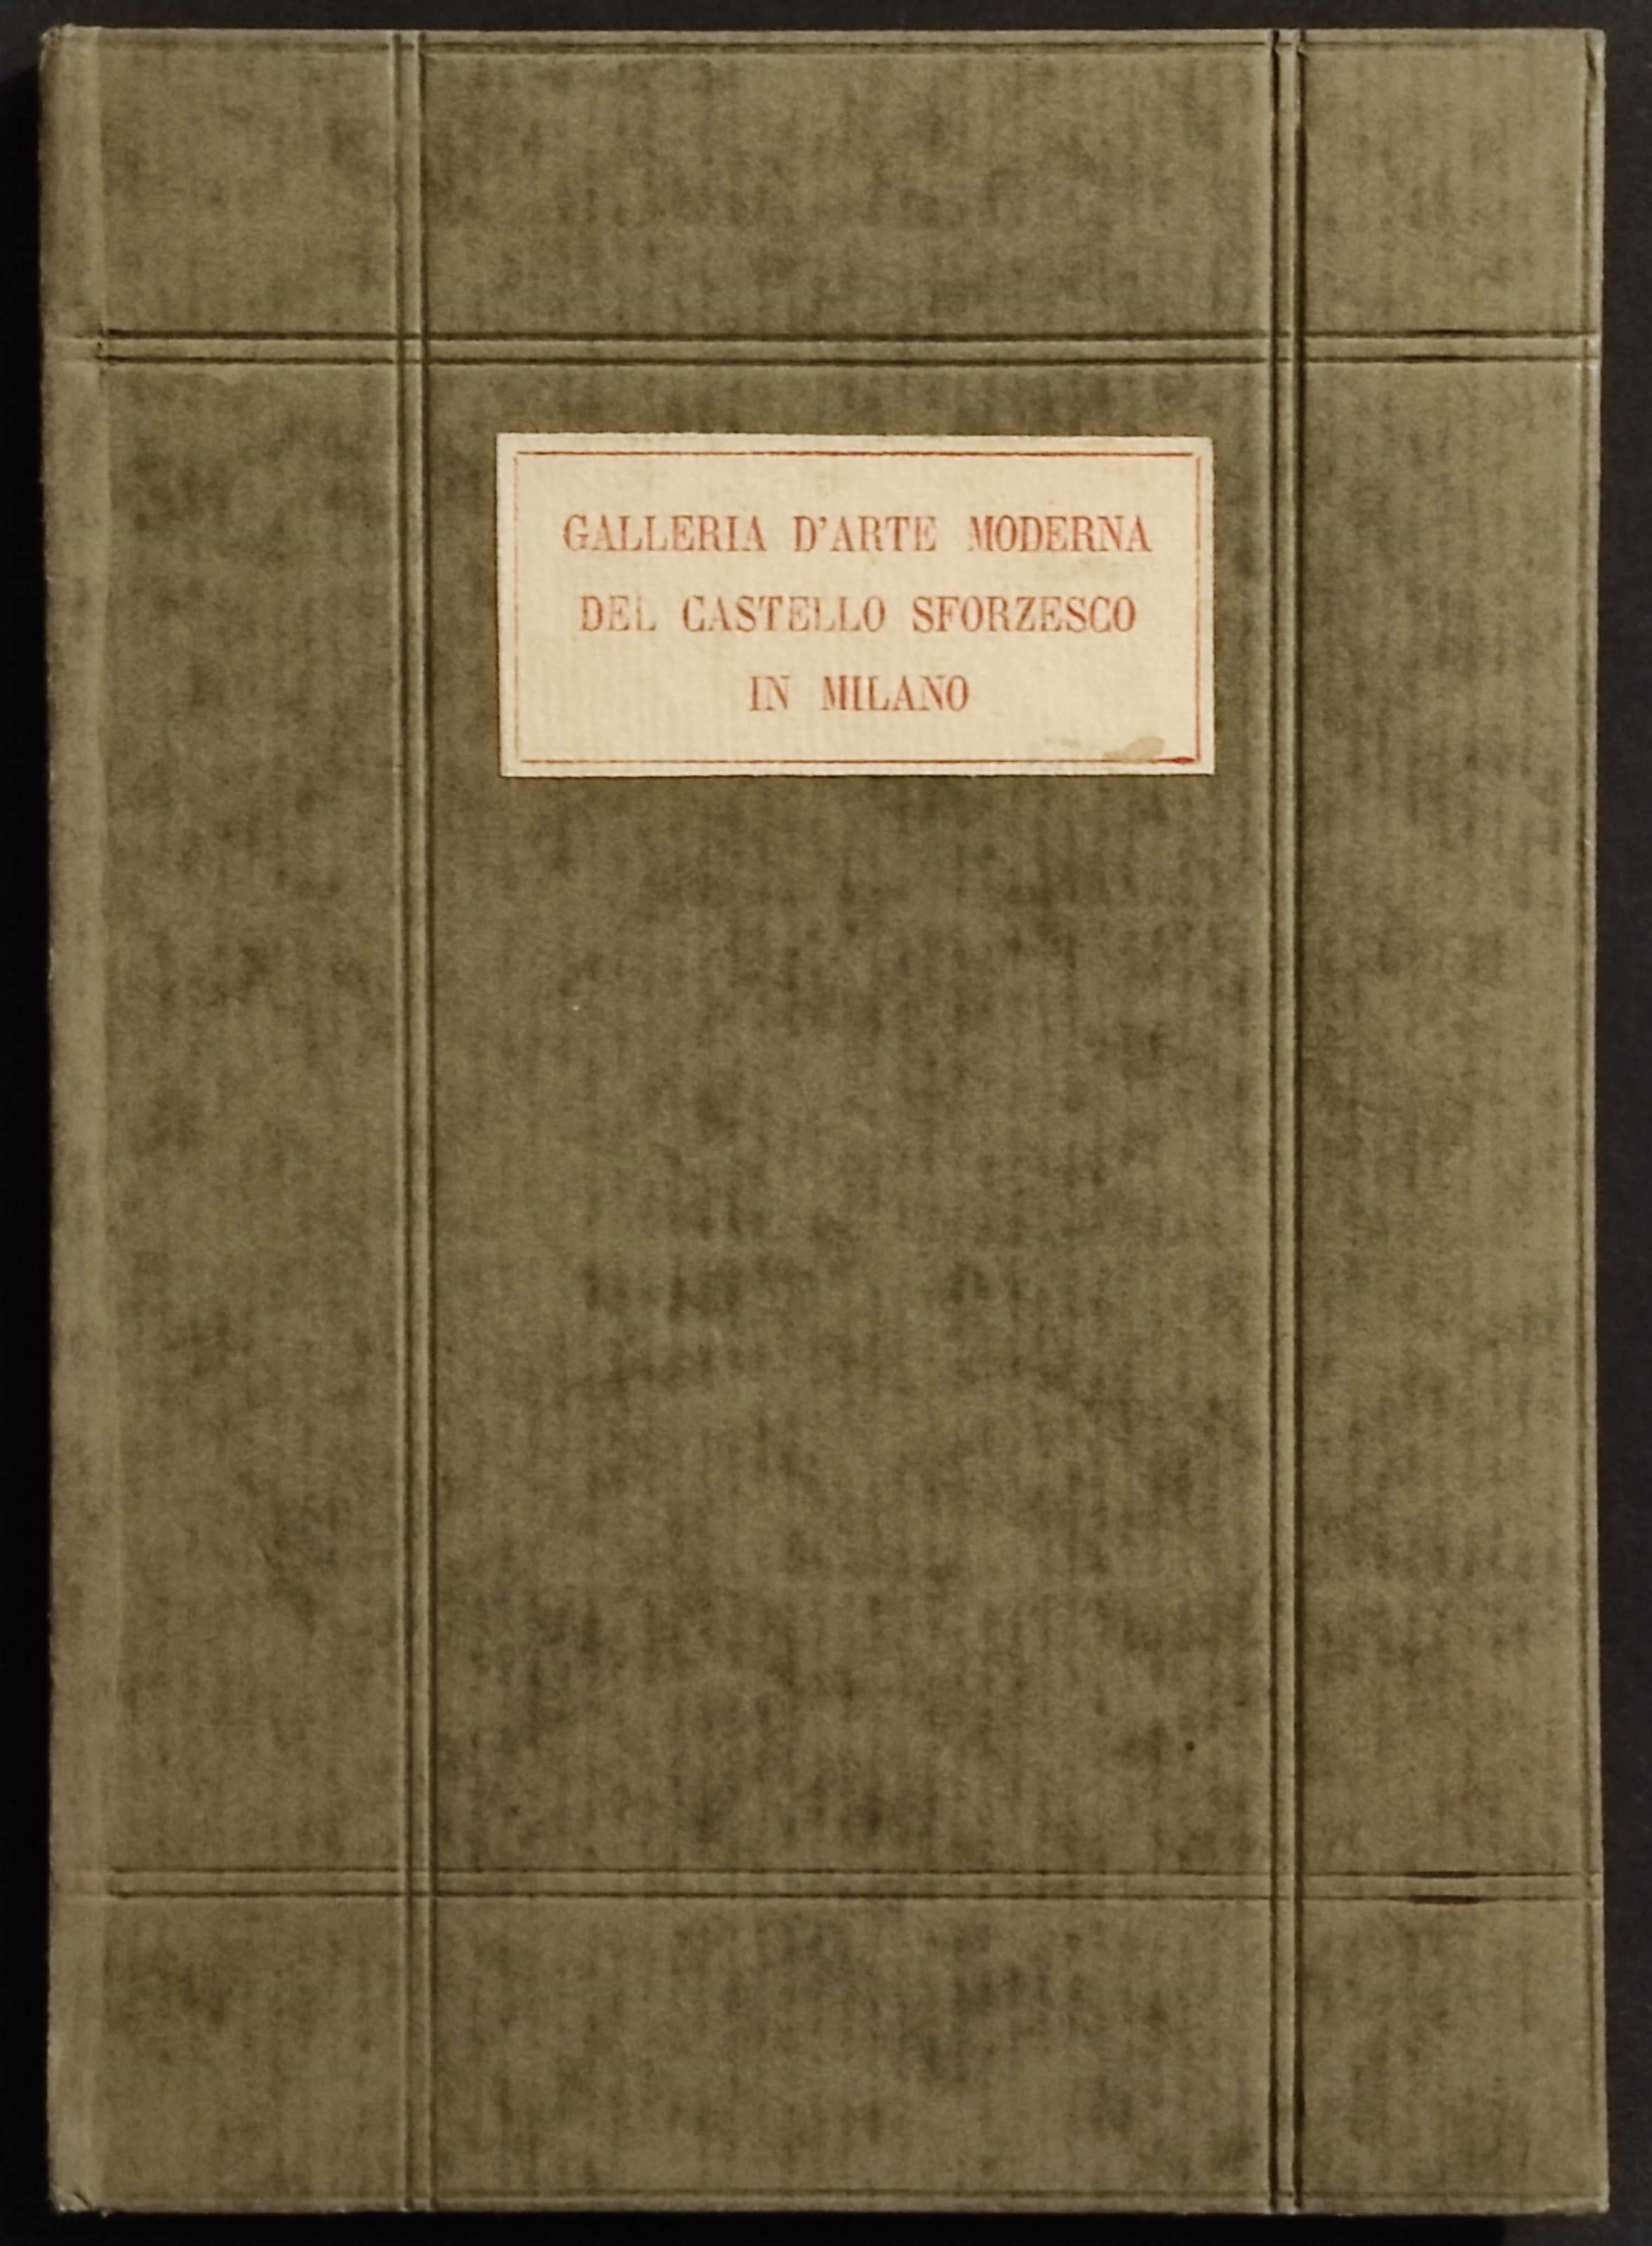 GALLERIA D'ARTE MODERNA
DEL CASTELLO SFORZESCO
IN MILANO